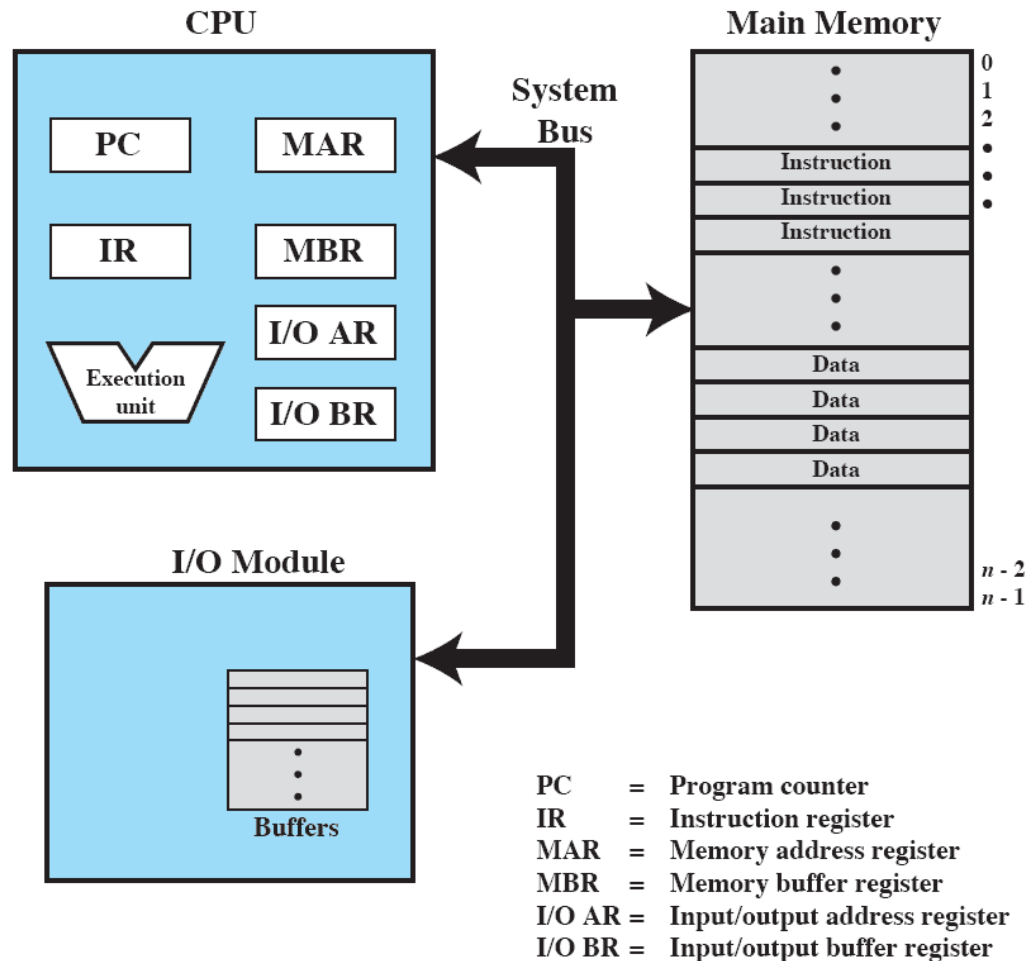 CPU
PC
MAR
IR
MBR
I/O AR
I/O BR
Execution
unit
System
Bus
Main Memory
0
1
2
Instruction
Instruction
Instruction
Data
Data
Data
Data
n - 2
n - 1
I/O Module
Buffers
PC = Program counter
IR = Instruction register
MAR = Memory address register
MBR = Memory buffer register
I/O AR = Input/output address register
I/O BR = Input/output buffer register